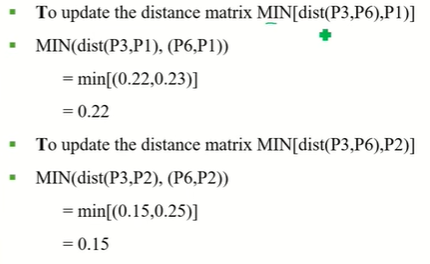 To update the distance matrix MIN[dist(P3,P6),P1)]
MIN(dist(P3,P1), (P6,P1))
= min[(0.22,0.23)]
= 0.22
To update the distance matrix MIN[dist(P3,P6),P2)]
MIN(dist(P3,P2), (P6,P2))
= min[(0.15,0.25)]
= 0.15